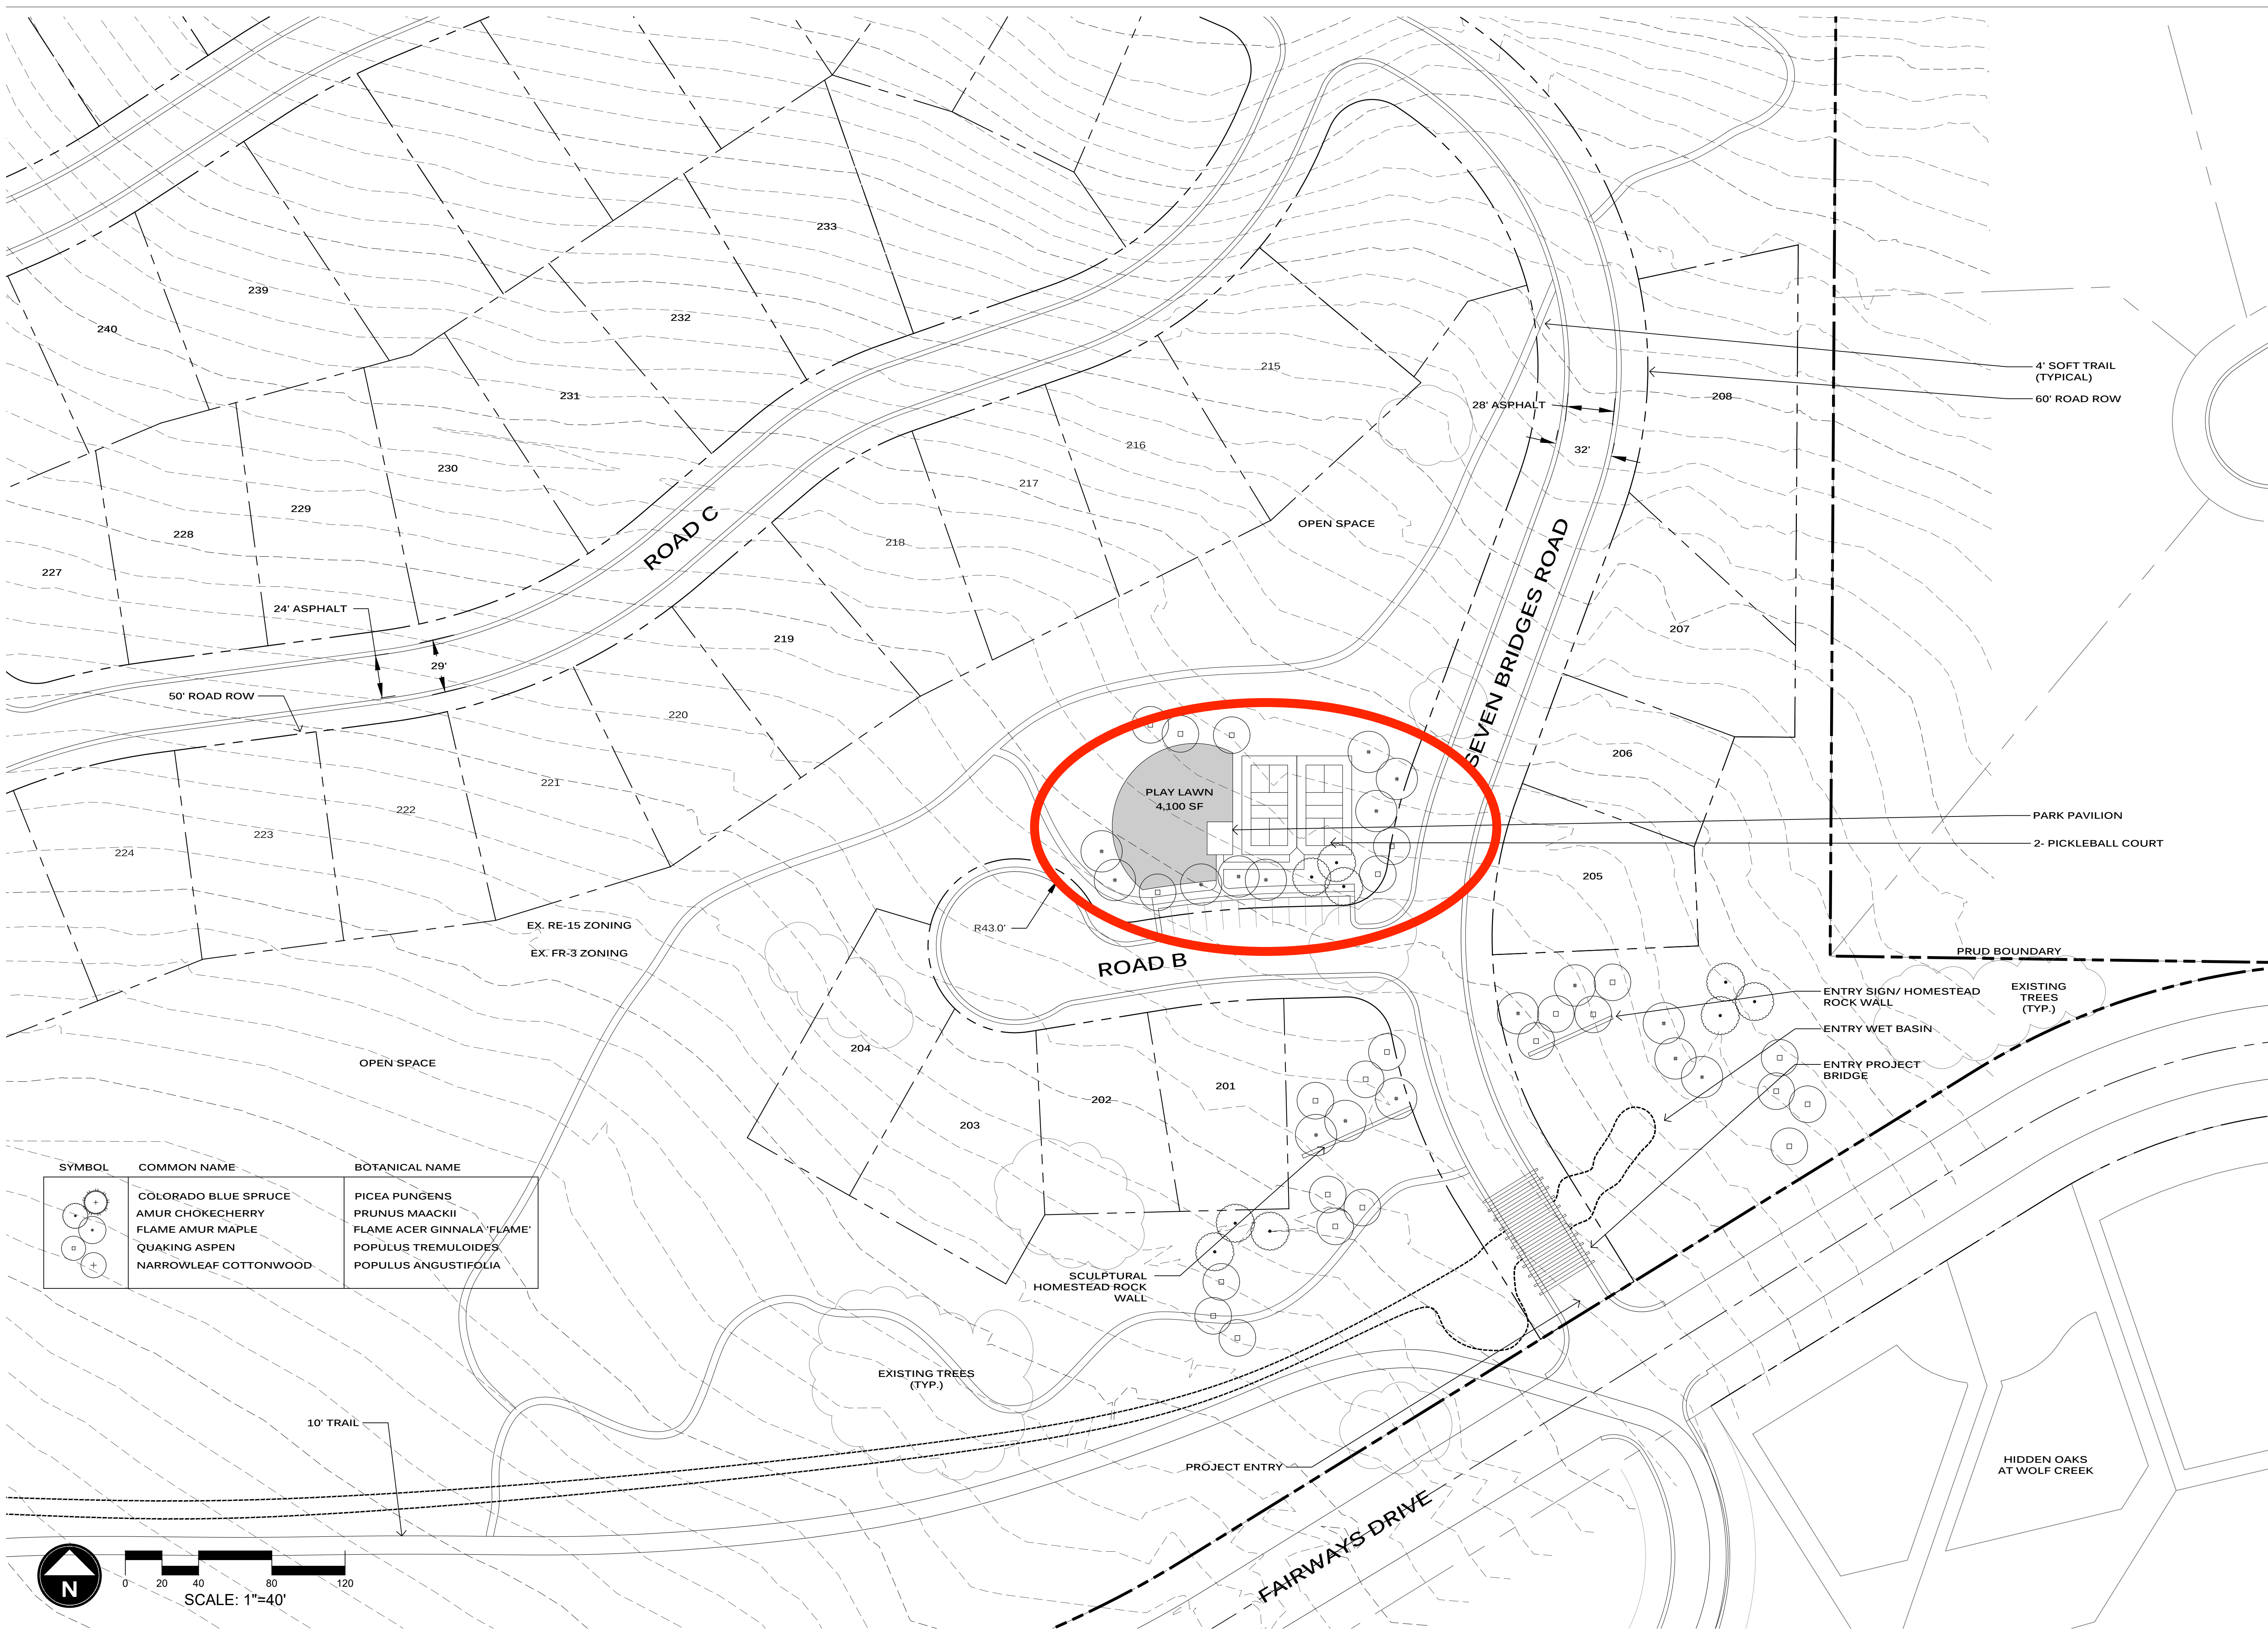 233
239
232
240
4' SOFT TRAIL
(TYPICAL)
215
231
208
60' ROAD ROW
28' ASPHALT
216
32'
230
217
229
OPEN SPACE
228
ROAD C
218
227
SEVEN BRIDGES ROAD
24' ASPHALT
207
219
29'
50' ROAD ROW
220
206
221
PLAY LAWN
4,100 SF
222
PARK PAVILION
223
2- PICKLEBALL COURT
224
205
EX. RE-15 ZONING
R43.0'
EX. FR-3 ZONING
PRUD BOUNDARY
ROAD B
ENTRY SIGN/ HOMESTEAD
ROCK WALL
EXISTING
TREES
(TYP.)
ENTRY WET BASIN
204
OPEN SPACE
ENTRY PROJECT
BRIDGE
201
202
203
SYMBOL COMMON NAME BOTANICAL NAME
COLORADO BLUE SPRUCE PICEA PUNGENS
AMUR CHOKECHERRY PRUNUS MAACKII
FLAME AMUR MAPLE FLAME ACER GINNALA 'FLAME'
QUAKING ASPEN POPULUS TREMULOIDES
NARROWLEAF COTTONWOOD POPULUS ANGUSTIFOLIA
SCULPTURAL
HOMESTEAD ROCK
WALL
EXISTING TREES
(TYP.)
10' TRAIL
PROJECT ENTRY
HIDDEN OAKS
AT WOLF CREEK
FAIRWAYS DRIVE
N
0 20 40 80 120
SCALE: 1"=40'